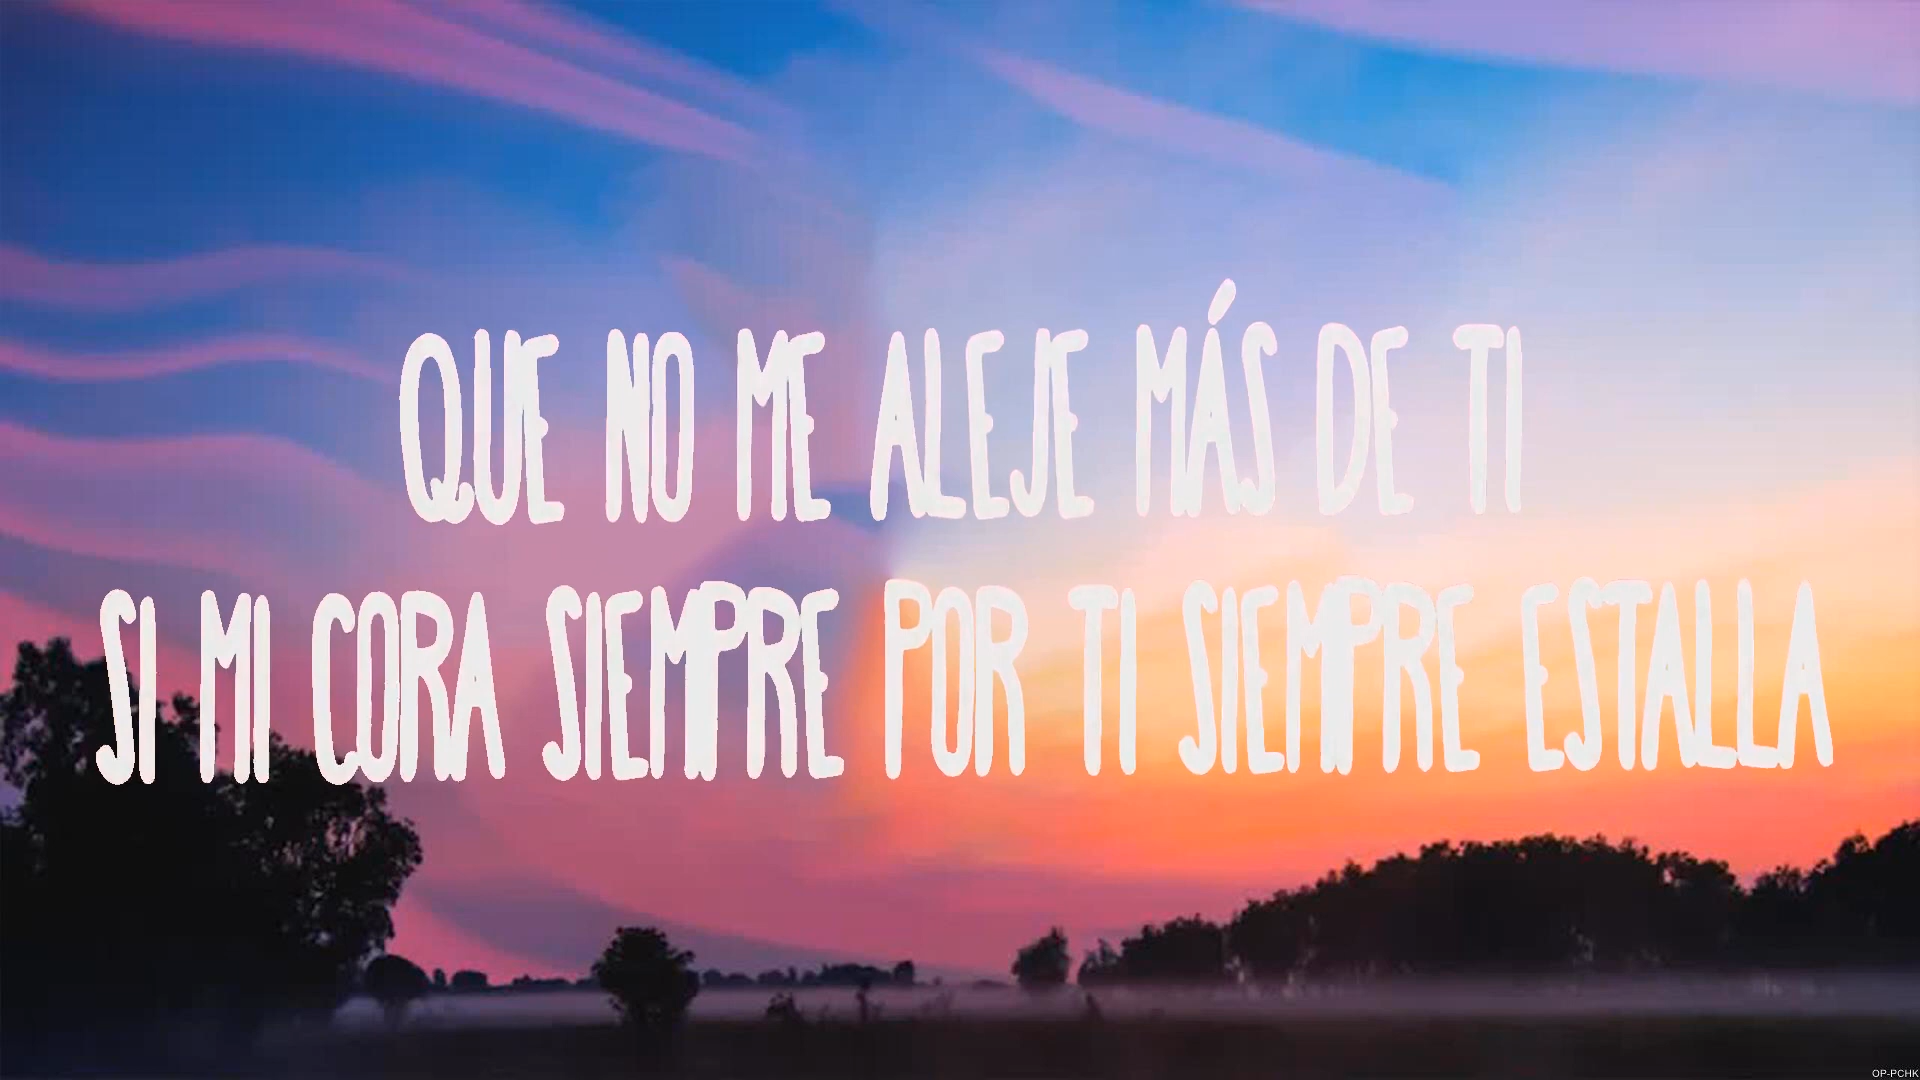 QUE NO ME ALEJE MÁS DE TI
SI MI CORA SIEMPRE POR TI SIEMPRE ESTALLA
OP-PCHK